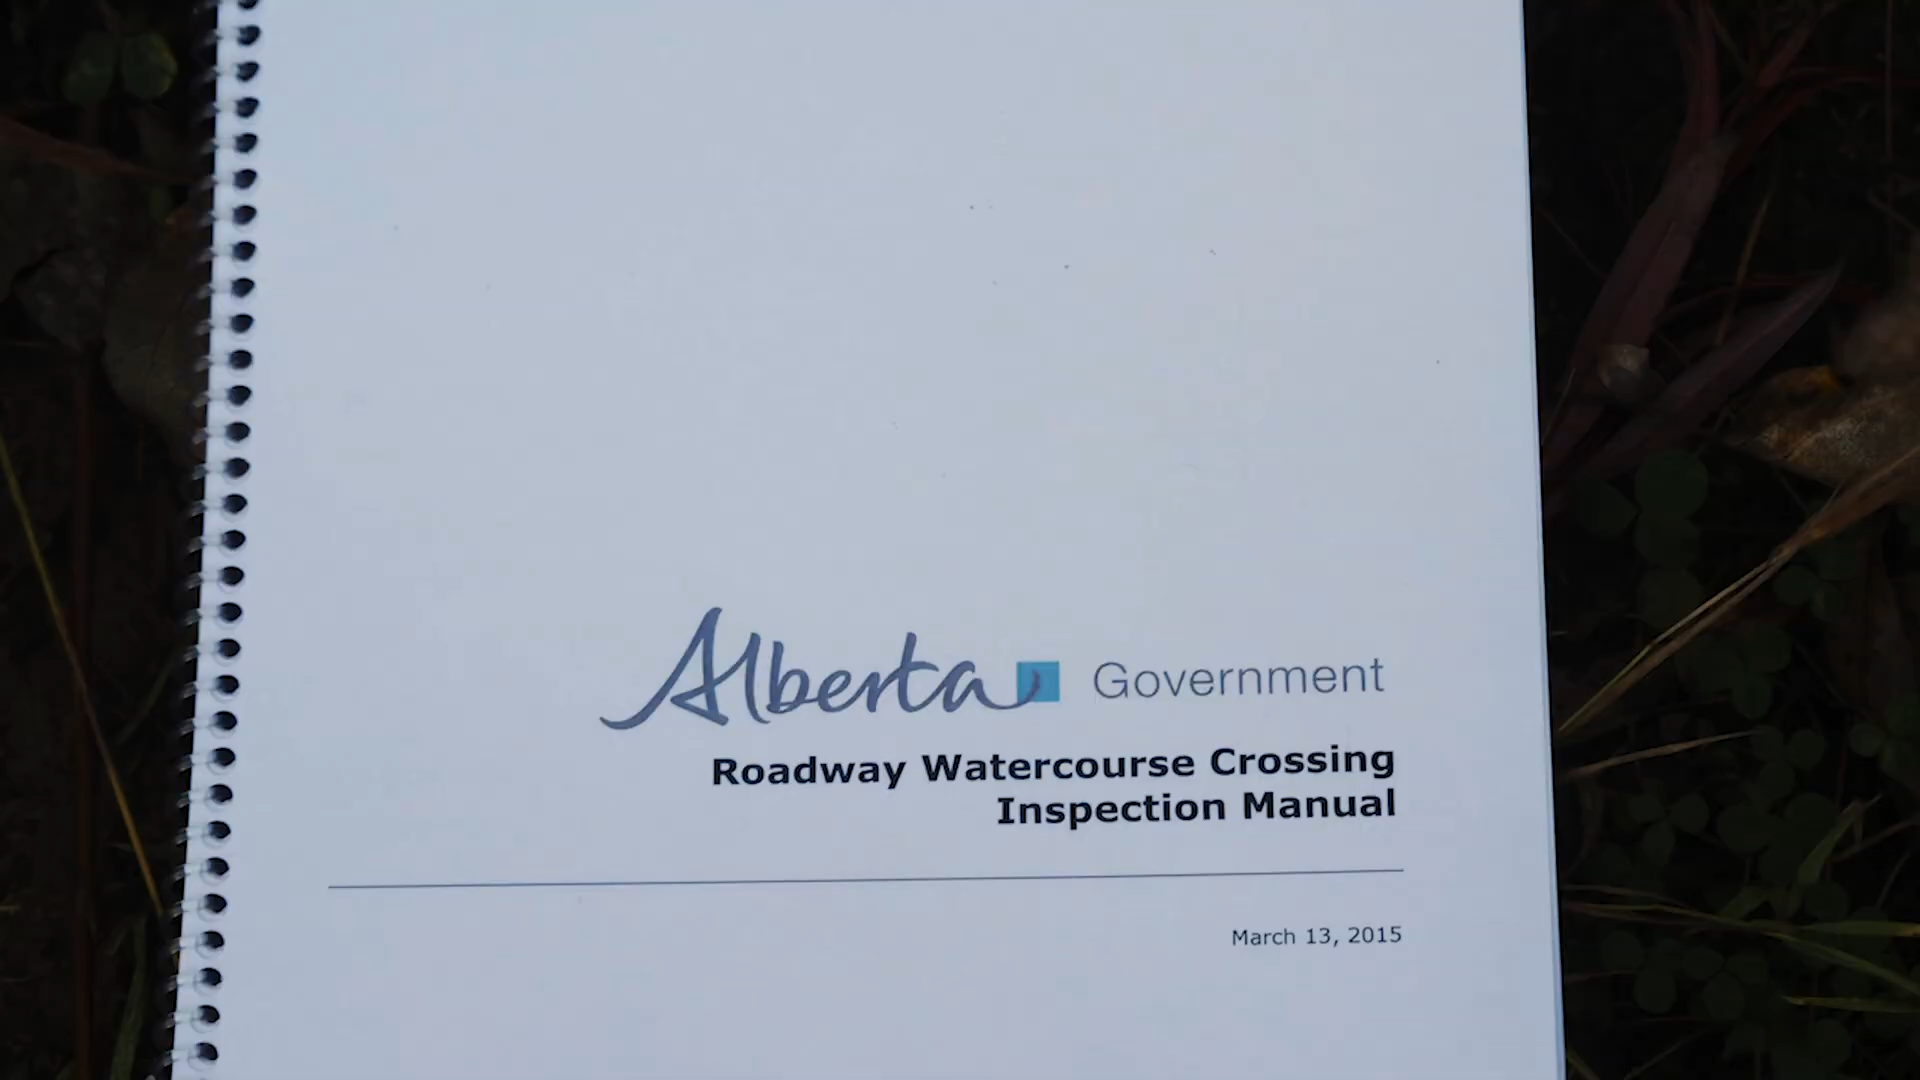 Alberta Government
Roadway Watercourse Crossing
Inspection Manual
March 13, 2015